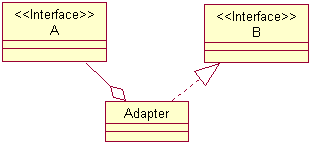 <<Interface>>
A
<<Interface>>
B
Adapter